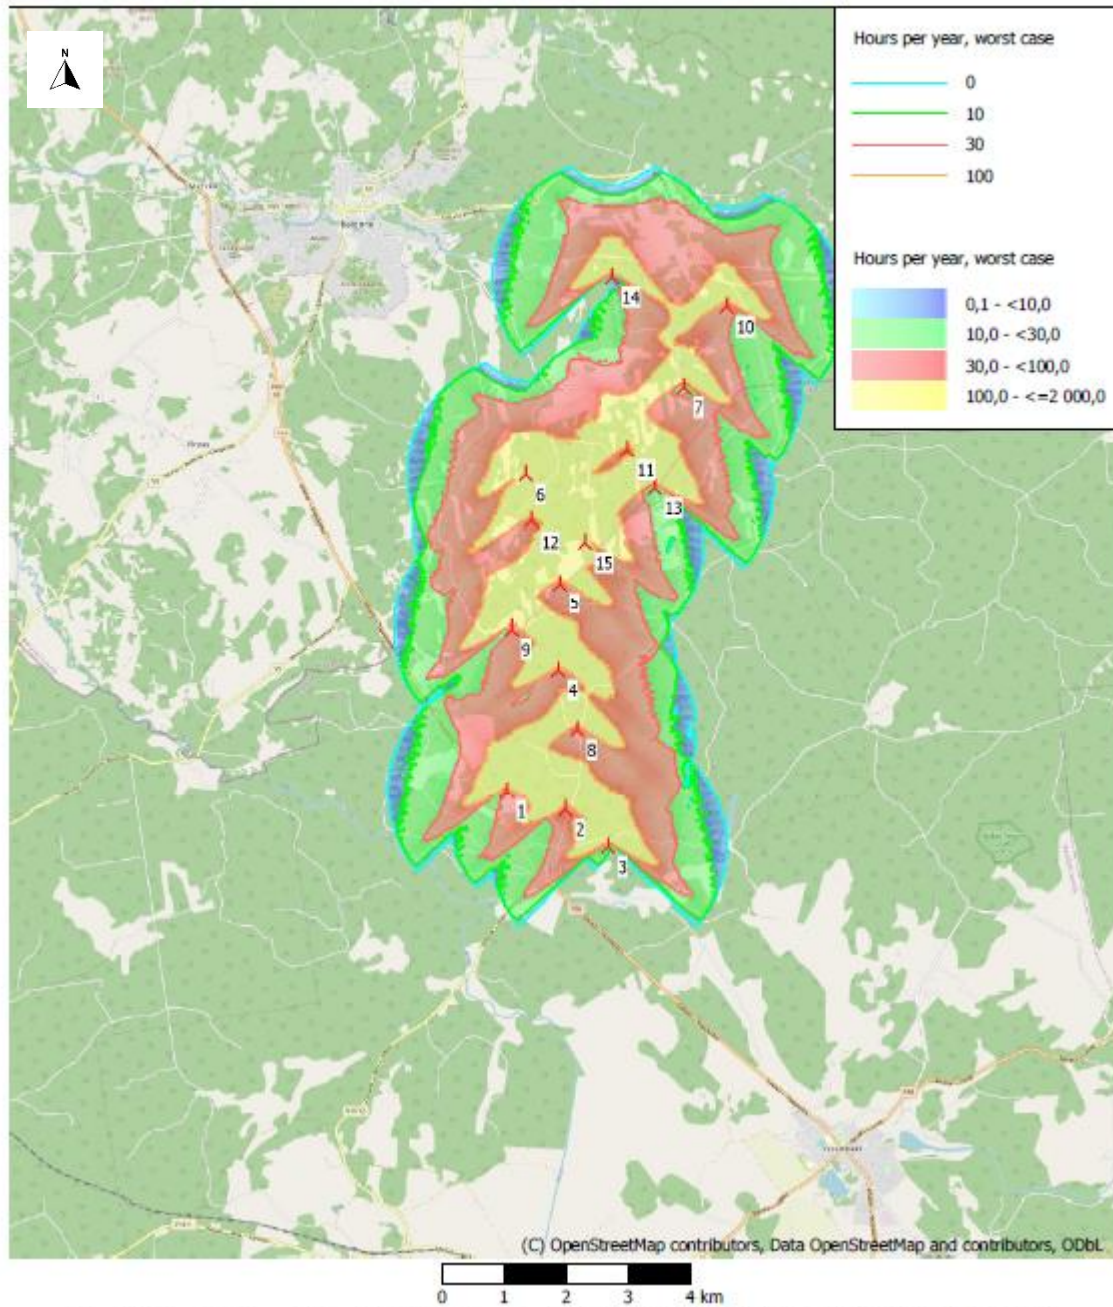 N
Hours per year, worst case
0
10
30
100
Hours per year, worst case
0,1 - <10,0
10,0 - <30,0
30,0 - <100,0
100,0 - <=2 000,0
14
10
7
11
6
13
12
15
5
9
4
8
1
2
3
(C) OpenStreetMap contributors, Data OpenStreetMap and contributors, ODbL
0 1 2 3 4 km